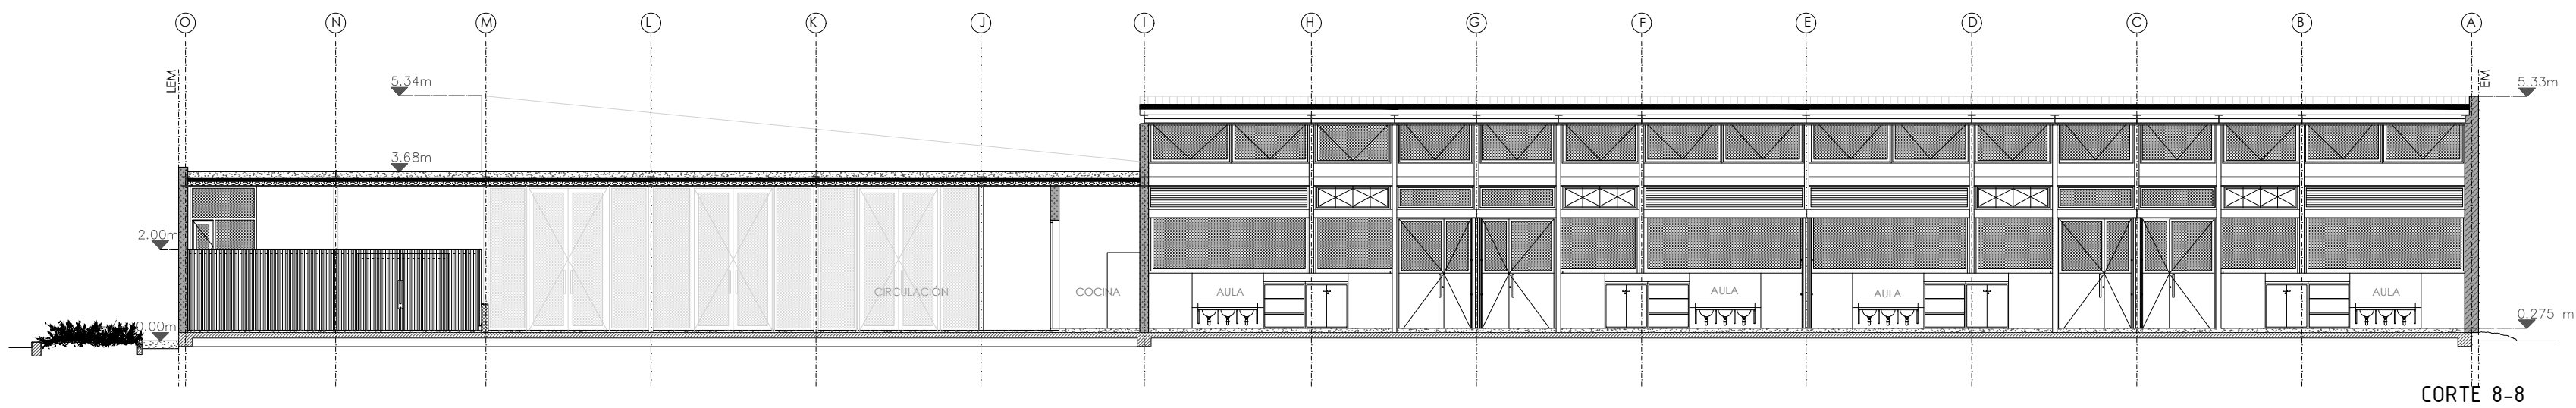 O N M L K J I H G F E D C B A
LEM
5.34m
EM
5.33m
3.68m
2.00m
CIRCULACIÓN
COCINA
AULA
AULA
AULA
AULA
0.00m
0.275 m
CORTE 8-8